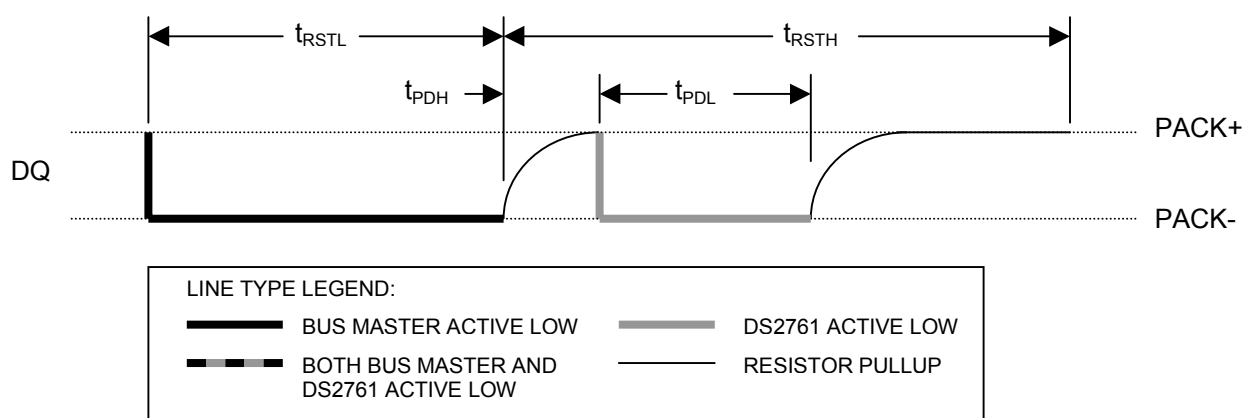 tRSTL
tRSTH
tPDH
tPDL
PACK+
DQ
PACK-
LINE TYPE LEGEND:
BUS MASTER ACTIVE LOW
DS2761 ACTIVE LOW
BOTH BUS MASTER AND
DS2761 ACTIVE LOW
RESISTOR PULLUP